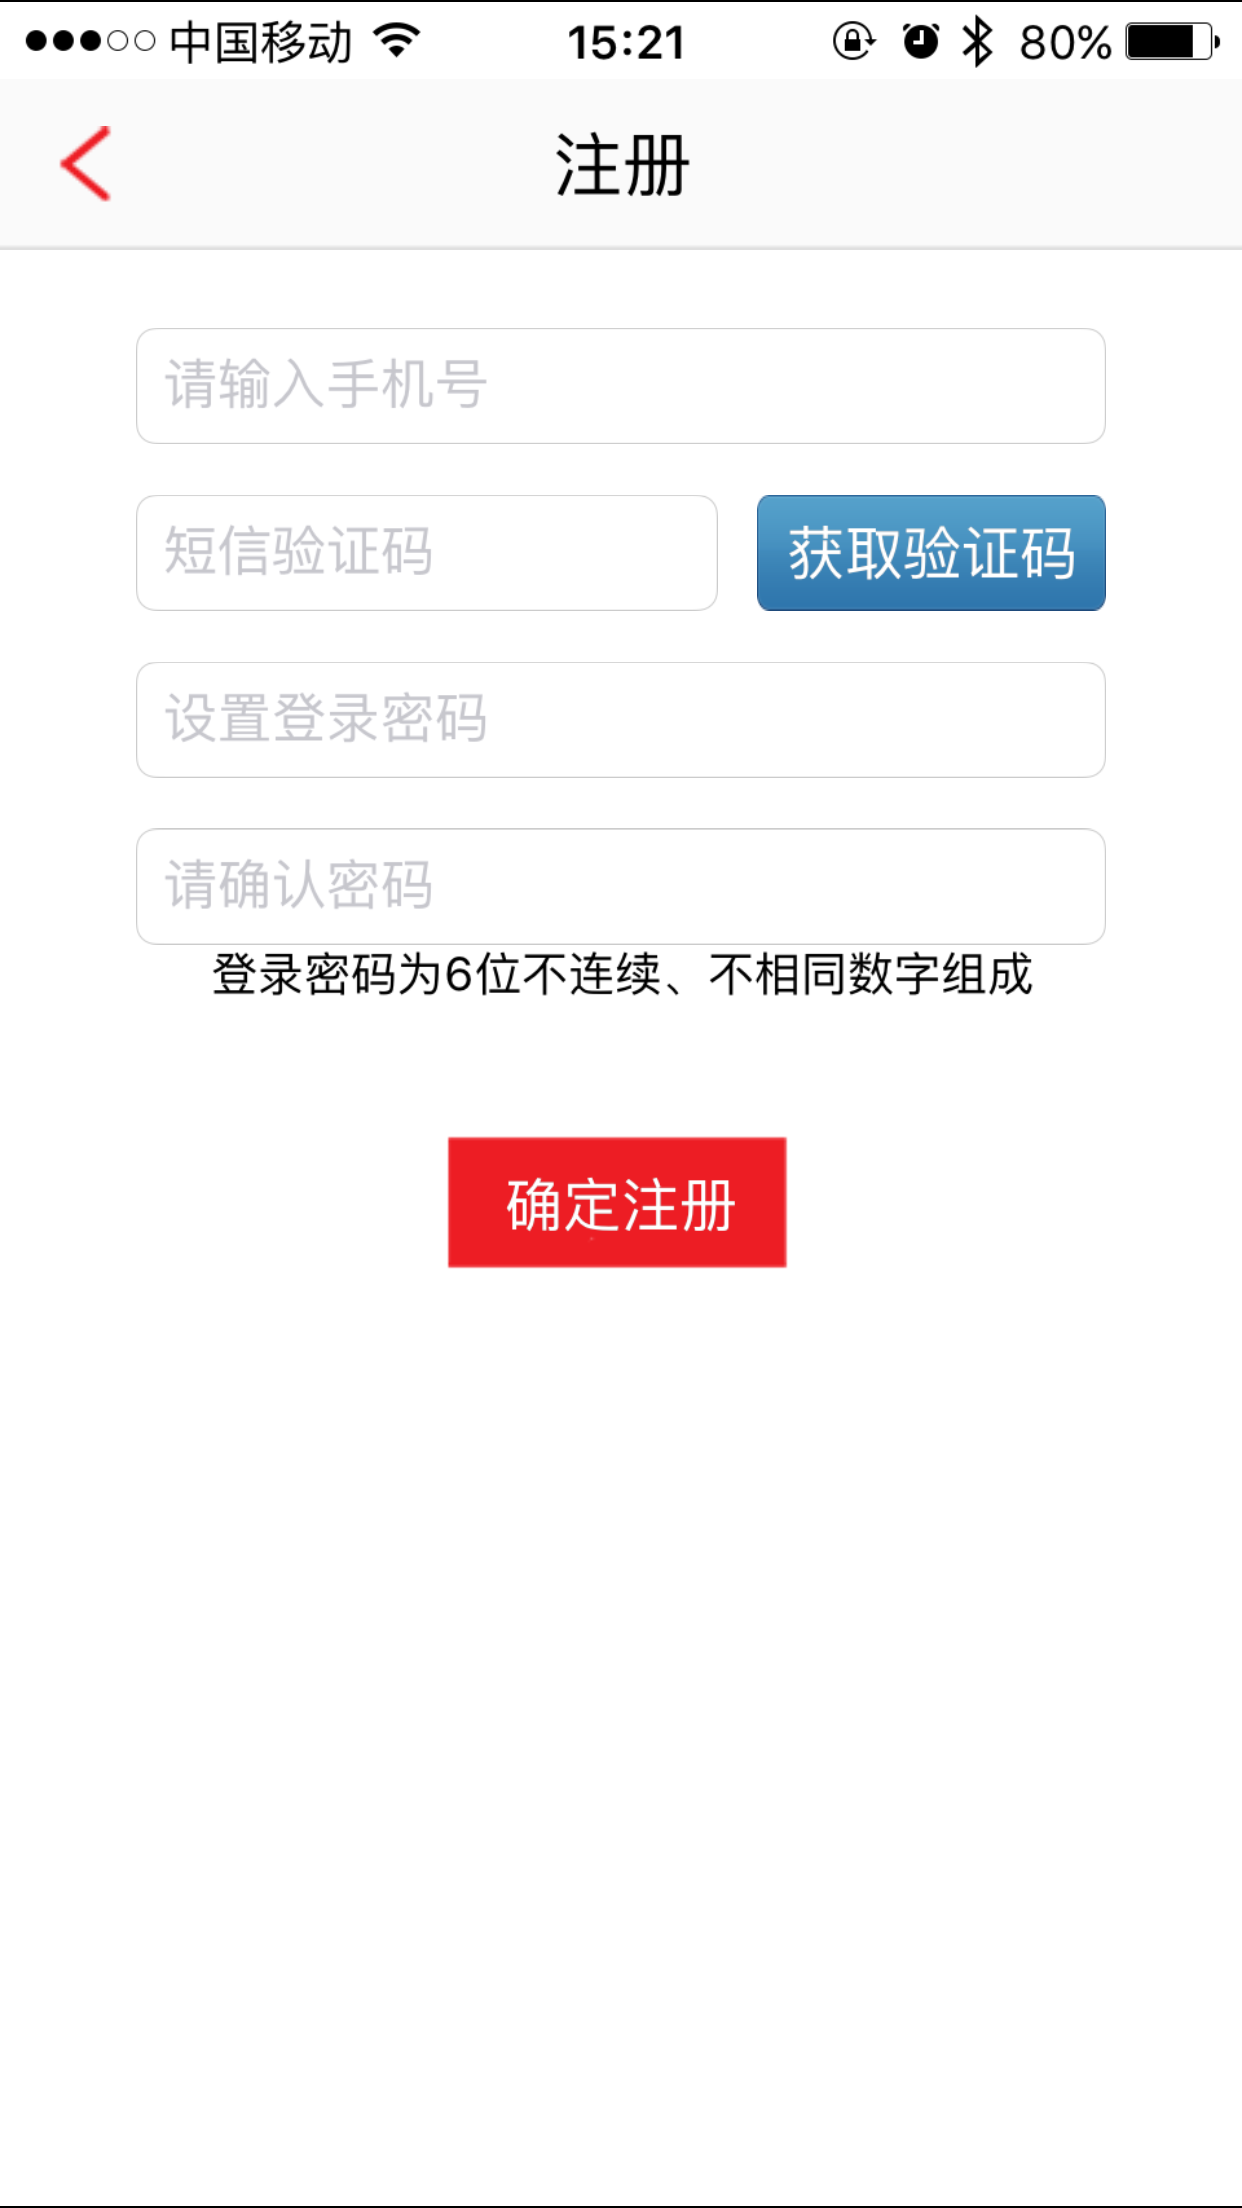 中国移动 15:21 80%
注册
请输入手机号
短信验证码 获取验证码
设置登录密码
请确认密码
登录密码为6位不连续、不相同数字组成
确定注册